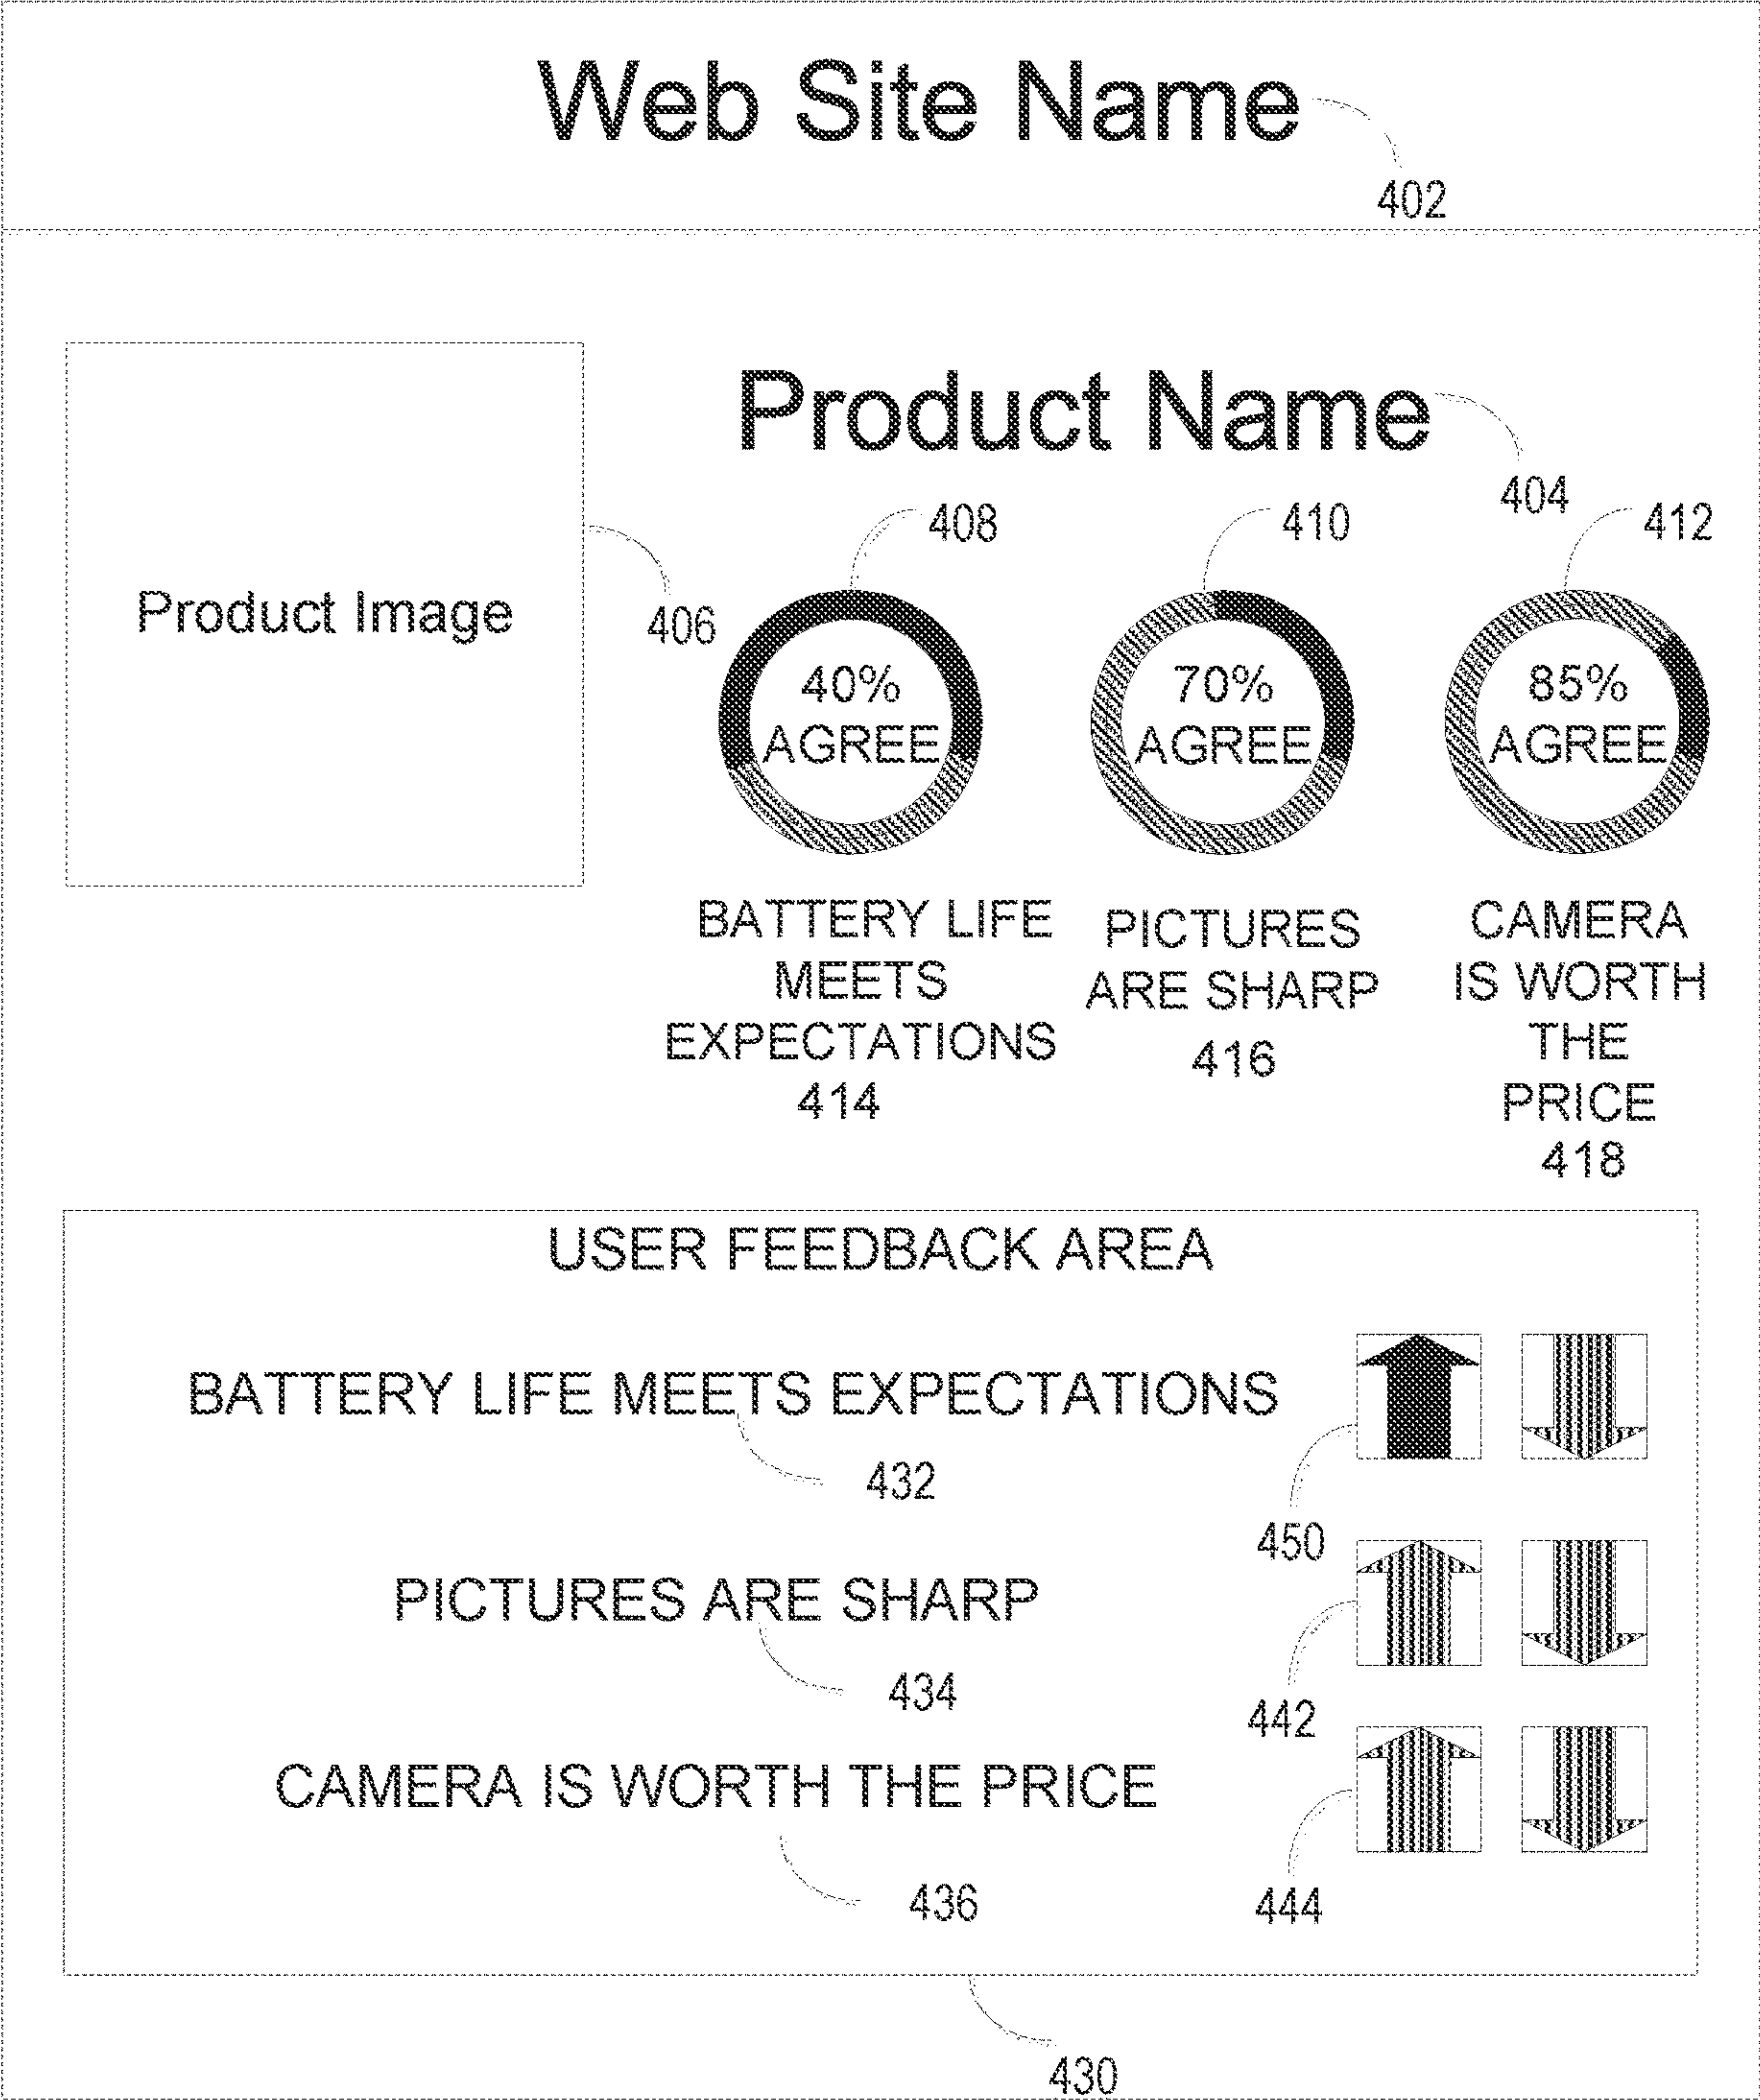 Web Site Name
402
Product Name
404
408
410
412
Product Image
406
40%
AGREE
70%
AGREE
85%
AGREE
BATTERY LIFE
MEETS
EXPECTATIONS
414
PICTURES
ARE SHARP
416
CAMERA
IS WORTH
THE
PRICE
418
USER FEEDBACK AREA
BATTERY LIFE MEETS EXPECTATIONS
432
450
PICTURES ARE SHARP
434
442
CAMERA IS WORTH THE PRICE
436
444
430